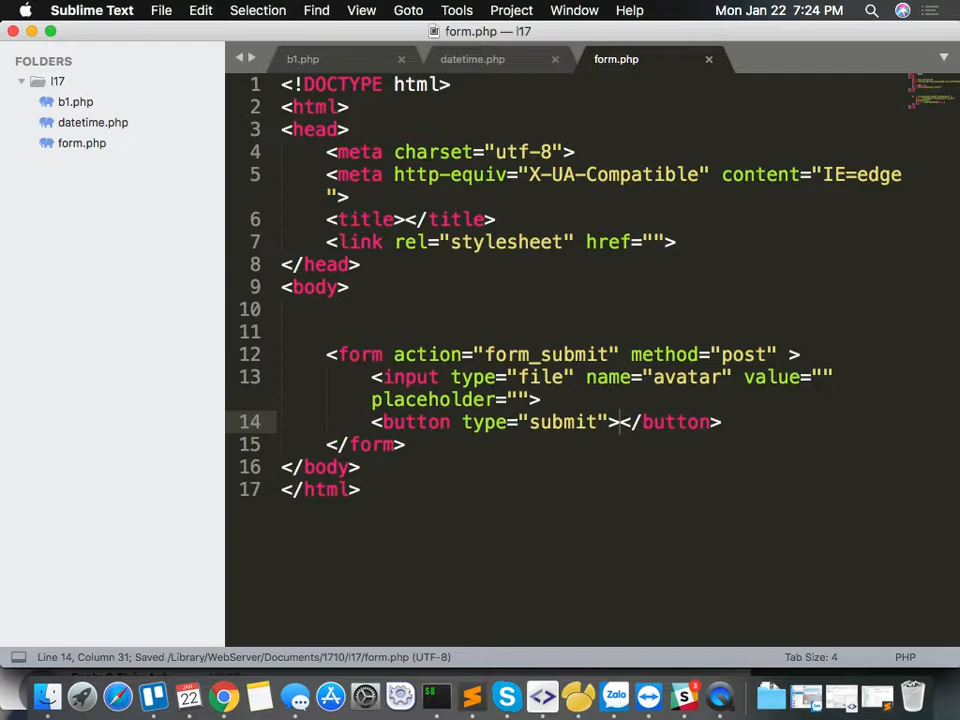 Sublime Text File Edit Selection Find View Goto Tools Project Window Help Mon Jan 22 7:24 PM
form.php — l17
FOLDERS
l17
b1.php
datetime.php
form.php
b1.php datetime.php form.php
1 <!DOCTYPE html>
2 <html>
3 <head>
4 <meta charset="utf-8">
5 <meta http-equiv="X-UA-Compatible" content="IE=edge
">
6 <title></title>
7 <link rel="stylesheet" href="">
8 </head>
9 <body>
10
11
12 <form action="form_submit" method="post" >
13 <input type="file" name="avatar" value=""
placeholder="">
14 <button type="submit"></button>
15 </form>
16 </body>
17 </html>
Line 14, Column 31; Saved /Library/WebServer/Documents/1710/l17/form.php (UTF-8) Tab Size: 4 PHP
22
Zalo